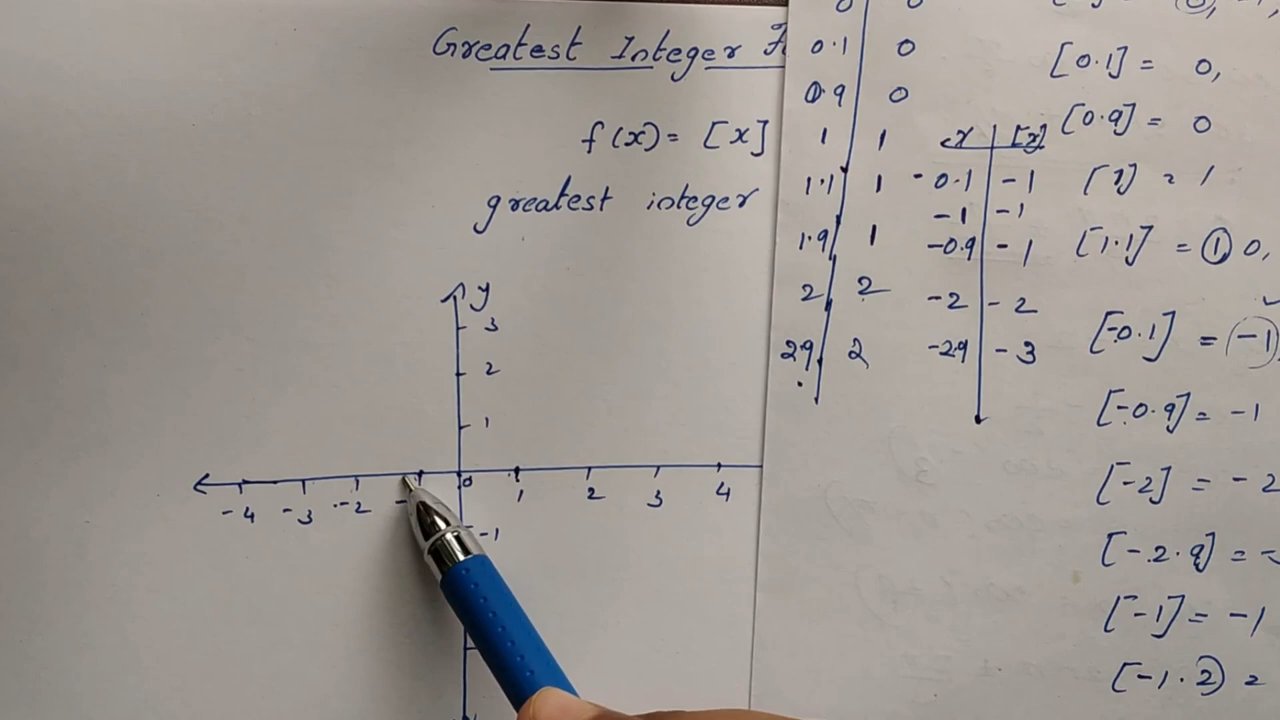 Greatest Integer
f(x) = [x]
greatest integer
y
3
2
1
-4 -3 -2 0 1 2 3 4
-1
0.1 0
0.9 0
1 1
1.1 1
1.9 1
2 2
2.9 2
x [x]
-0.1 -1
-1 -1
-0.9 -1
-2 -2
-2.9 -3
[0.1] = 0,
[0.9] = 0
[1] = 1
[1.1] = 1 0,
[-0.1] = -1
[-0.9] = -1
[-2] = -2
[-2.9] =
[-1] = -1
[-1.2] =